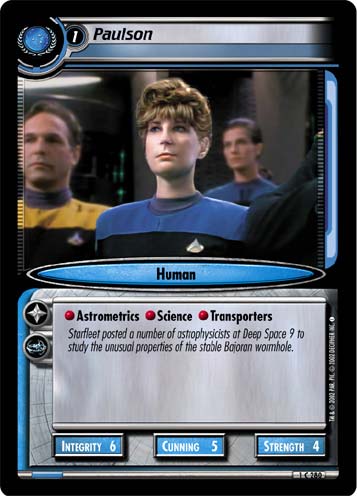 1 Paulson
Human
Astrometrics Science Transporters
Starfleet posted a number of astrophysicists at Deep Space 9 to
study the unusual properties of the stable Bajoran wormhole.
INTEGRITY 6 CUNNING 5 STRENGTH 4